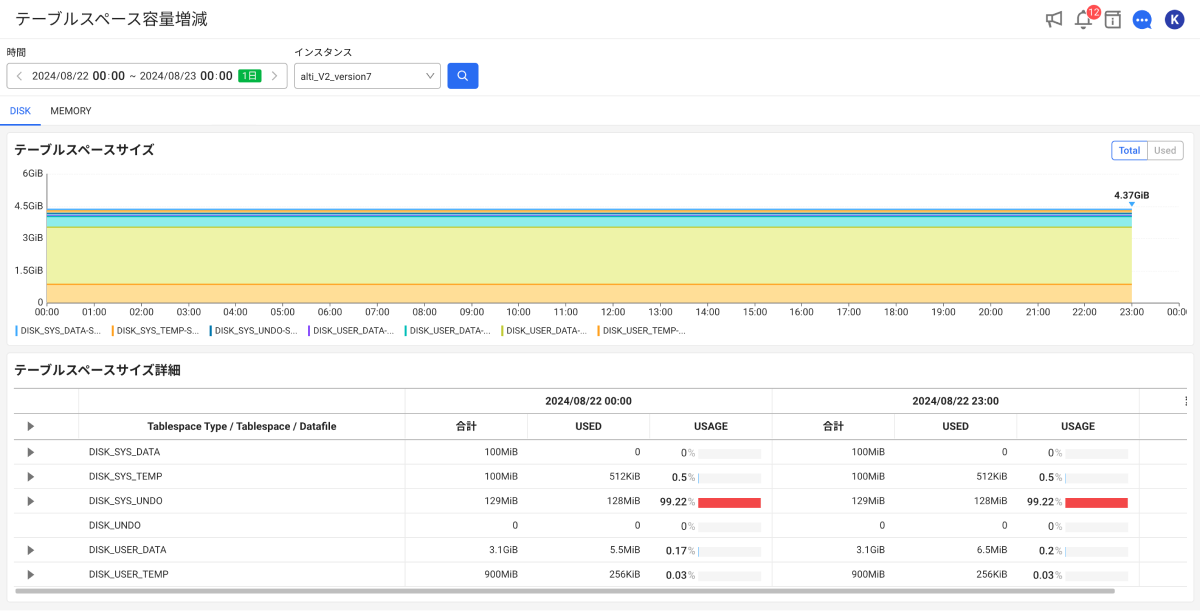 テーブルスペース容量増減
12
K
時間
インスタンス
2024/08/22 00:00 ~ 2024/08/23 00:00 1日
alti_V2_version7
DISK MEMORY
テーブルスペースサイズ
Total Used
6GiB
4.5GiB
3GiB
1.5GiB
0
4.37GiB
00:00 01:00 02:00 03:00 04:00 05:00 06:00 07:00 08:00 09:00 10:00 11:00 12:00 13:00 14:00 15:00 16:00 17:00 18:00 19:00 20:00 21:00 22:00 23:00 00:0
DISK_SYS_DATA-S... DISK_SYS_TEMP-S... DISK_SYS_UNDO-S... DISK_USER_DATA-... DISK_USER_DATA-... DISK_USER_DATA-... DISK_USER_TEMP-...
テーブルスペースサイズ詳細
2024/08/22 00:00 2024/08/22 23:00
Tablespace Type / Tablespace / Datafile 合計 USED USAGE 合計 USED USAGE
DISK_SYS_DATA 100MiB 0 0% 100MiB 0 0%
DISK_SYS_TEMP 100MiB 512KiB 0.5% 100MiB 512KiB 0.5%
DISK_SYS_UNDO 129MiB 128MiB 99.22% 129MiB 128MiB 99.22%
DISK_UNDO 0 0 0% 0 0 0%
DISK_USER_DATA 3.1GiB 5.5MiB 0.17% 3.1GiB 6.5MiB 0.2%
DISK_USER_TEMP 900MiB 256KiB 0.03% 900MiB 256KiB 0.03%